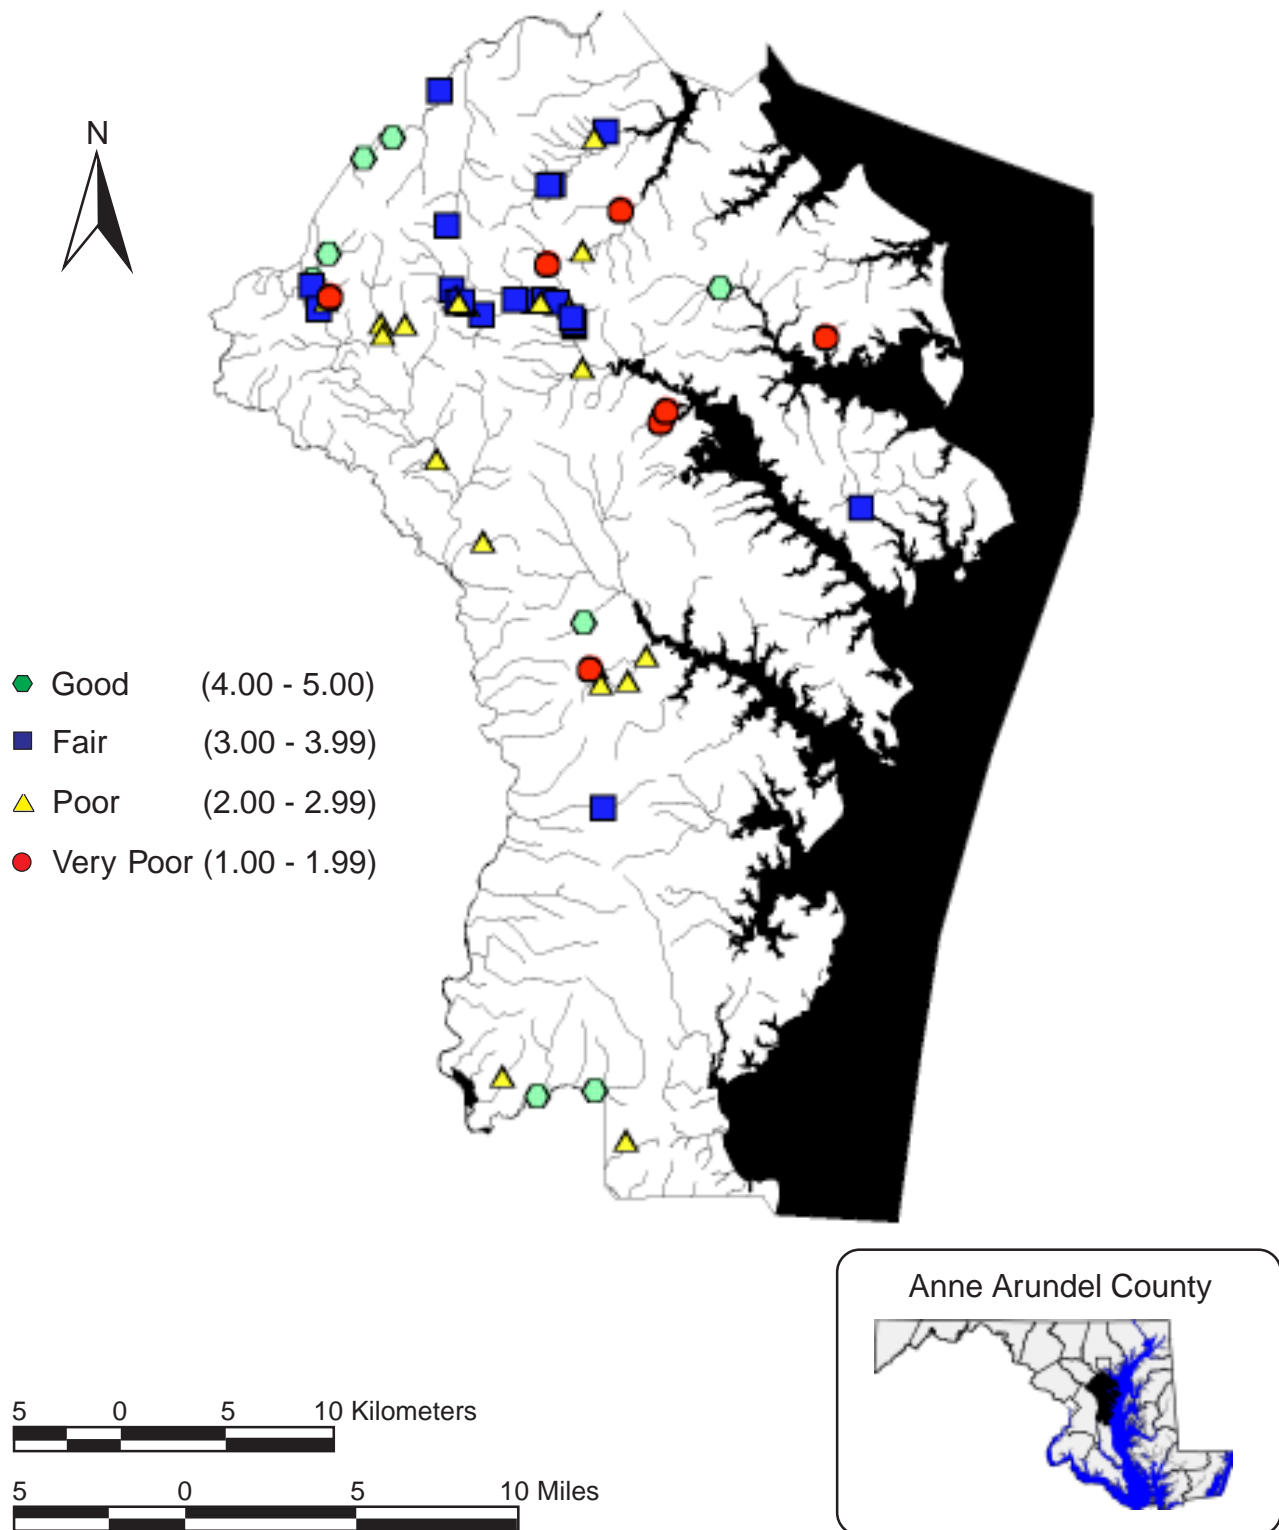 N
Good (4.00 - 5.00)
Fair (3.00 - 3.99)
Poor (2.00 - 2.99)
Very Poor (1.00 - 1.99)
Anne Arundel County
5 0 5 10 Kilometers
5 0 5 10 Miles